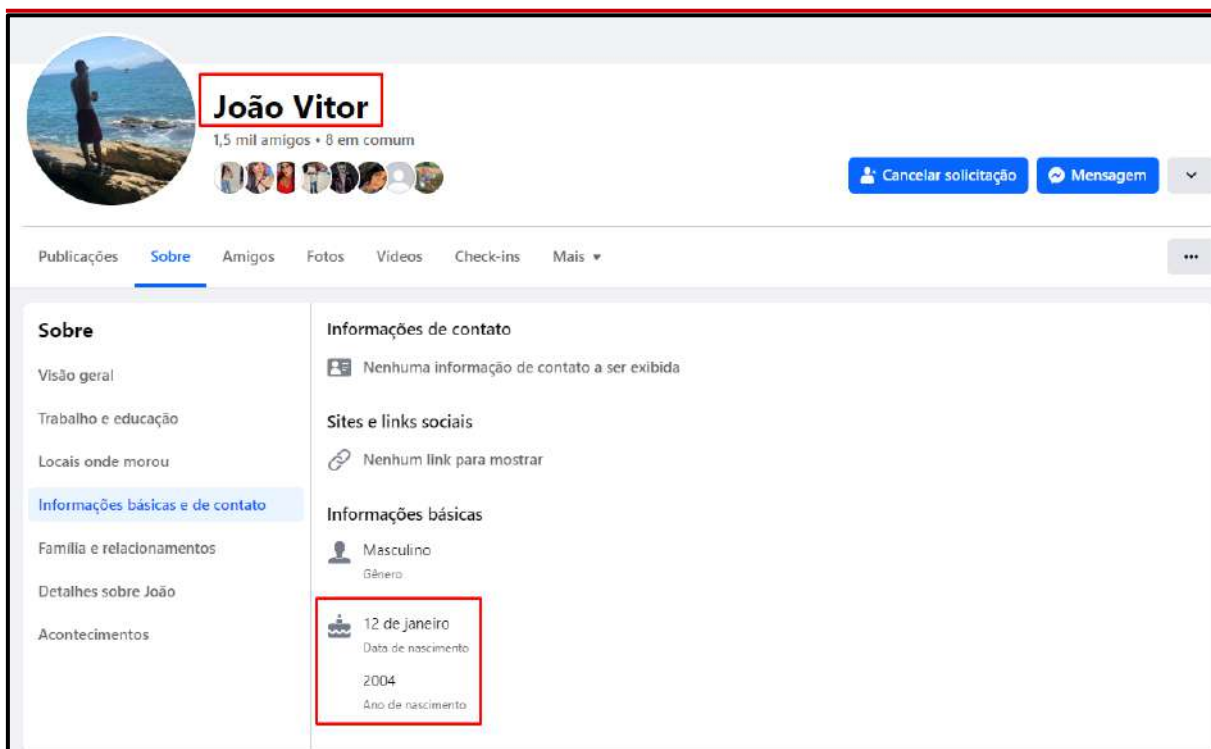 João Vitor
1,5 mil amigos • 8 em comum
Cancelar solicitação
Mensagem
Publicações Sobre Amigos Fotos Vídeos Check-ins Mais
Sobre
Visão geral
Trabalho e educação
Locais onde morou
Informações básicas e de contato
Família e relacionamentos
Detalhes sobre João
Acontecimentos
Informações de contato
Nenhuma informação de contato a ser exibida
Sites e links sociais
Nenhum link para mostrar
Informações básicas
Masculino
Gênero
12 de janeiro
Data de nascimento
2004
Ano de nascimento